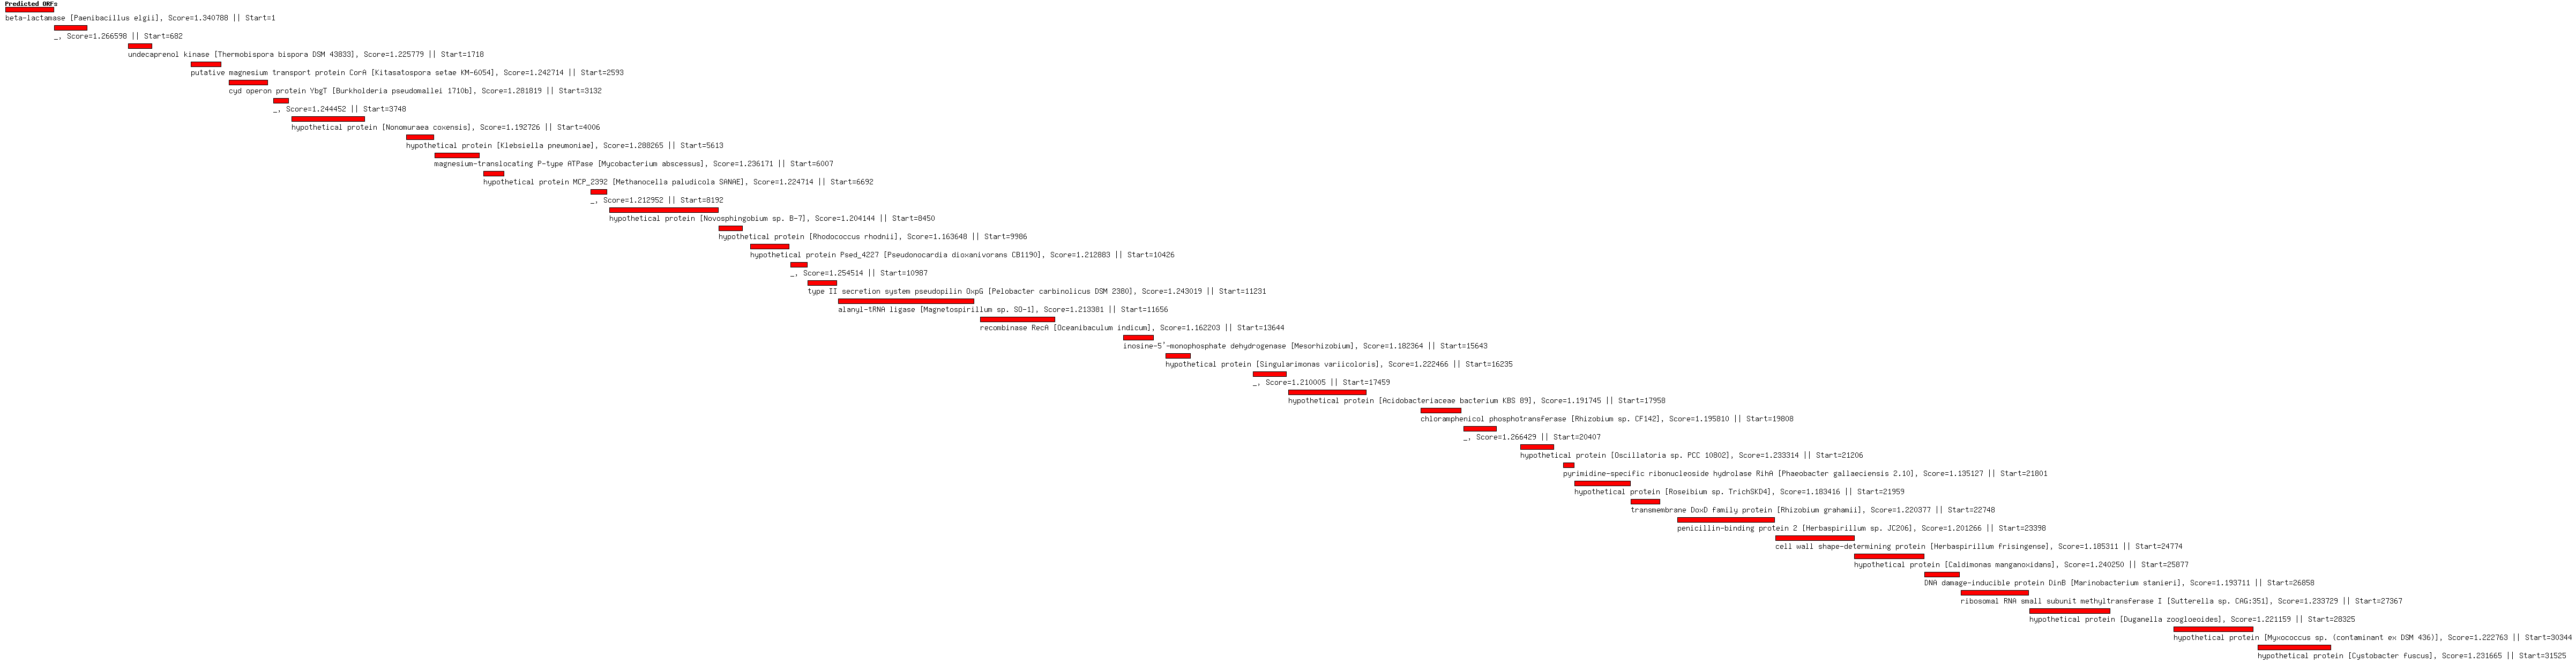 Predicted ORFs
beta-lactamase [Paenibacillus elgii], Score=1.340788 || Start=1
_, Score=1.266598 || Start=682
undecaprenol kinase [Thermobispora bispora DSM 43833], Score=1.225779 || Start=1718
putative magnesium transport protein CorA [Kitasatospora setae KM-6054], Score=1.242714 || Start=2593
cyd operon protein YbgT [Burkholderia pseudomallei 1710b], Score=1.281819 || Start=3132
_, Score=1.244452 || Start=3748
hypothetical protein [Nonomuraea coxensis], Score=1.192726 || Start=4006
hypothetical protein [Klebsiella pneumoniae], Score=1.288265 || Start=5613
magnesium-translocating P-type ATPase [Mycobacterium abscessus], Score=1.236171 || Start=6007
hypothetical protein MCP_2392 [Methanocella paludicola SANAE], Score=1.224714 || Start=6692
_, Score=1.212952 || Start=8192
hypothetical protein [Novosphingobium sp. B-7], Score=1.204144 || Start=8450
hypothetical protein [Rhodococcus rhodnii], Score=1.163648 || Start=9986
hypothetical protein Psed_4227 [Pseudonocardia dioxanivorans CB1190], Score=1.212883 || Start=10426
_, Score=1.254514 || Start=10987
type II secretion system pseudopilin OxpG [Pelobacter carbinolicus DSM 2380], Score=1.243019 || Start=11231
alanyl-tRNA ligase [Magnetospirillum sp. SO-1], Score=1.213381 || Start=11656
recombinase RecA [Oceanibaculum indicum], Score=1.162203 || Start=13644
inosine-5'-monophosphate dehydrogenase [Mesorhizobium], Score=1.182364 || Start=15643
hypothetical protein [Singularimonas variicoloris], Score=1.222466 || Start=16235
_, Score=1.210005 || Start=17459
hypothetical protein [Acidobacteriaceae bacterium KBS 89], Score=1.191745 || Start=17958
chloramphenicol phosphotransferase [Rhizobium sp. CF142], Score=1.195810 || Start=19808
_, Score=1.266429 || Start=20407
hypothetical protein [Oscillatoria sp. PCC 10802], Score=1.233314 || Start=21206
pyrimidine-specific ribonucleoside hydrolase RihA [Phaeobacter gallaeciensis 2.10], Score=1.135127 || Start=21801
hypothetical protein [Roseibium sp. TrichSKD4], Score=1.183416 || Start=21959
transmembrane DoxD family protein [Rhizobium grahamii], Score=1.220377 || Start=22748
penicillin-binding protein 2 [Herbaspirillum sp. JC206], Score=1.201266 || Start=23398
cell wall shape-determining protein [Herbaspirillum frisingense], Score=1.185311 || Start=24774
hypothetical protein [Caldimonas manganoxidans], Score=1.240250 || Start=25877
DNA damage-inducible protein DinB [Marinobacterium stanieri], Score=1.193711 || Start=26858
ribosomal RNA small subunit methyltransferase I [Sutterella sp. CAG:351], Score=1.233729 || Start=27367
hypothetical protein [Duganella zoogloeoides], Score=1.221159 || Start=28325
hypothetical protein [Myxococcus sp. (contaminant ex DSM 436)], Score=1.222763 || Start=30344
hypothetical protein [Cystobacter fuscus], Score=1.231665 || Start=31525